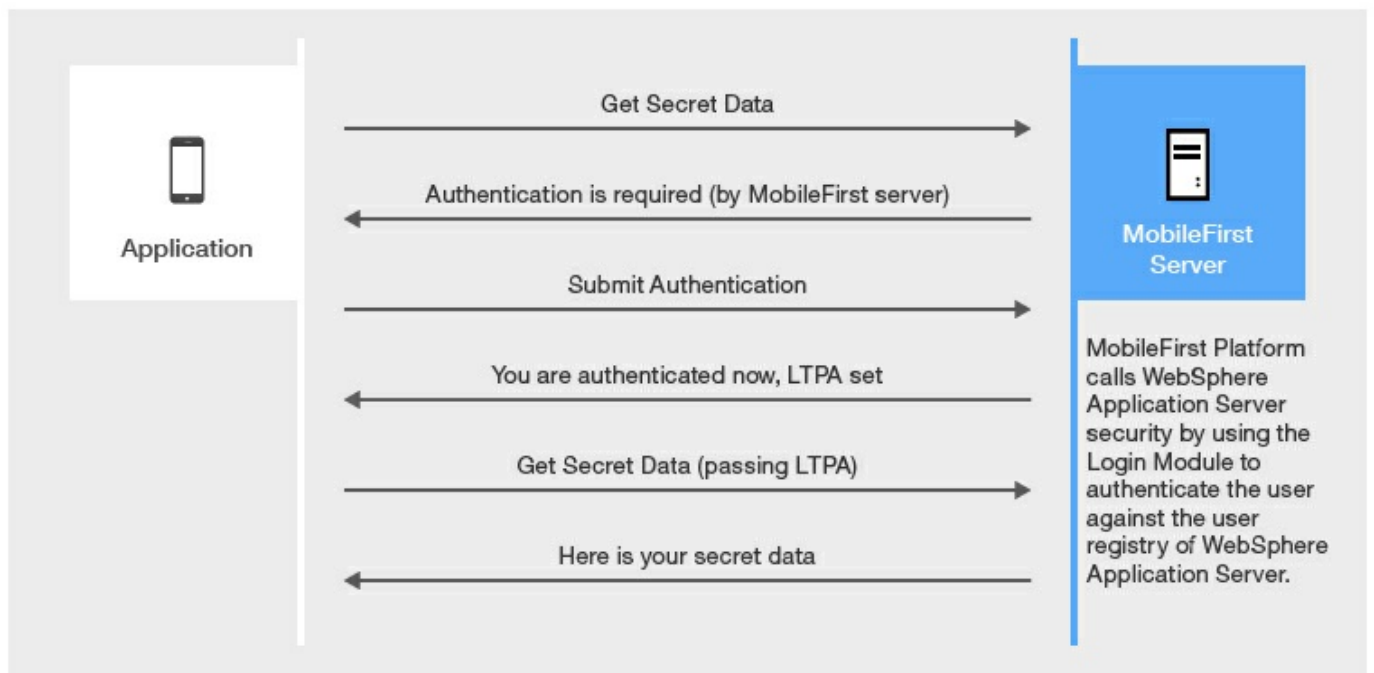 Get Secret Data
Authentication is required (by MobileFirst server)
Application
MobileFirst
Server
Submit Authentication
You are authenticated now, LTPA set
Get Secret Data (passing LTPA)
Here is your secret data
MobileFirst Platform
calls WebSphere
Application Server
security by using the
Login Module to
authenticate the user
against the user
registry of WebSphere
Application Server.